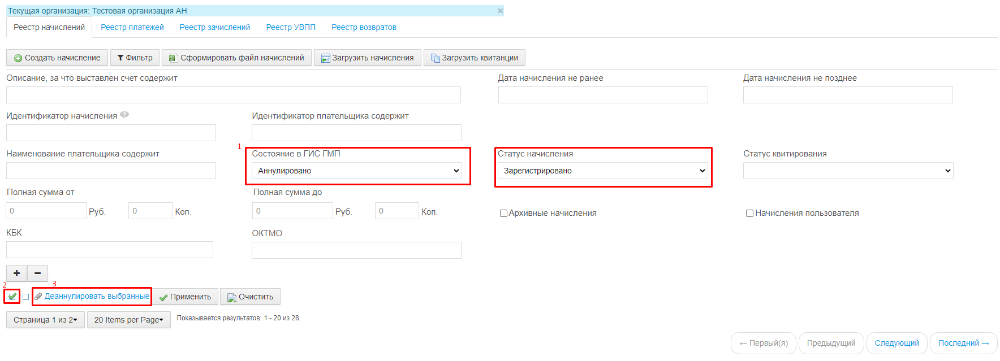 Текущая организация: Тестовая организация АН ×
Реестр начислений Реестр платежей Реестр зачислений Реестр УВПП Реестр возвратов
Создать начисление Фильтр Сформировать файл начислений Загрузить начисления Загрузить квитанции
Описание, за что выставлен счет содержит Дата начисления не ранее Дата начисления не позднее
Идентификатор начисления ? Идентификатор плательщика содержит
1
Наименование плательщика содержит Состояние в ГИС ГМП Статус начисления Статус квитирования
Аннулировано Зарегистрировано
Полная сумма от Полная сумма до
0 Руб. 0 Коп. 0 Руб. 0 Коп. Архивные начисления Начисления пользователя
КБК ОКТМО
+ −
2 3
Деаннулировать выбранные Применить Очистить
Страница 1 из 2 20 Items per Page Показывается результатов: 1 - 20 из 28.
← Первый(я) Предыдущий Следующий Последний →